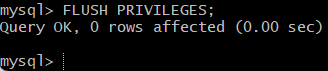 mysql> FLUSH PRIVILEGES;
Query OK, 0 rows affected (0.00 sec)
mysql>